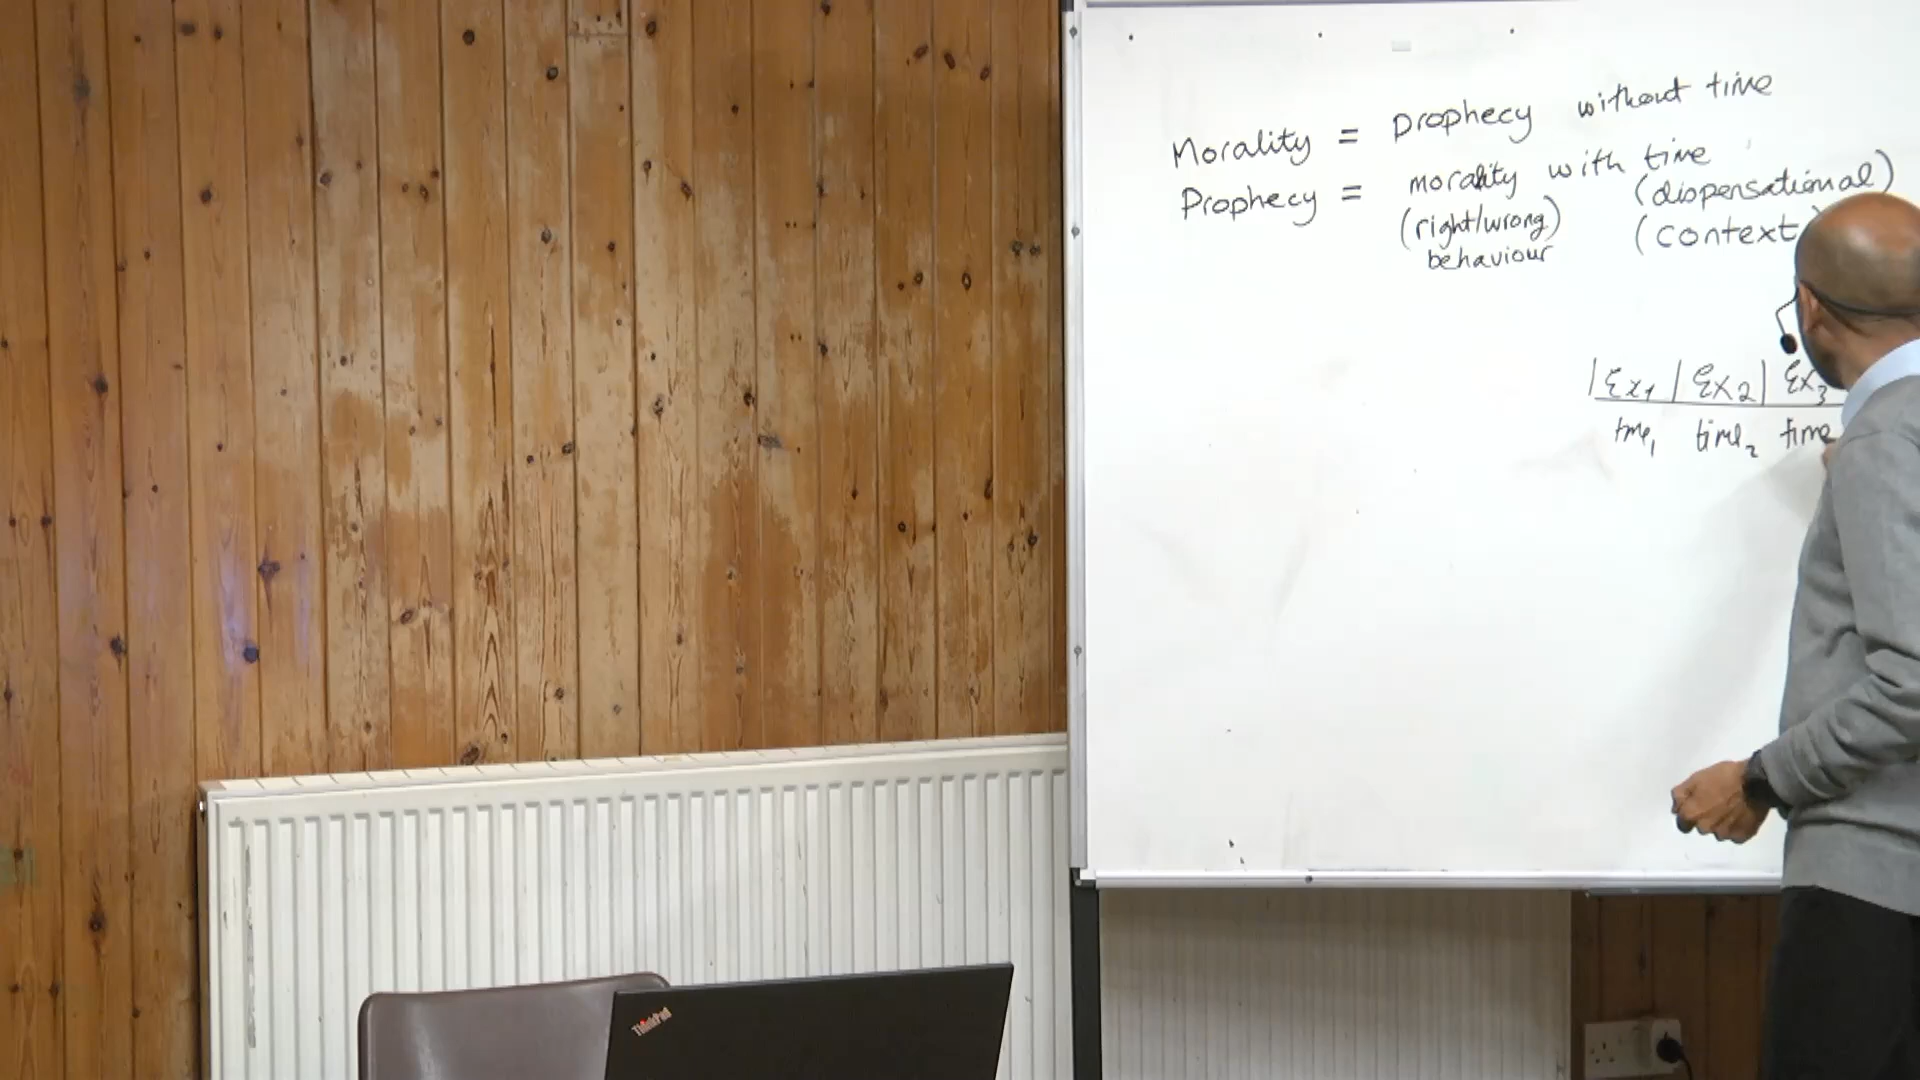 Morality = prophecy without time
Prophecy = morality with time
(right/wrong) (dispensational)
behaviour (context)
|Ex1 | Ex2 | Ex3
time1 time2 time
ThinkPad